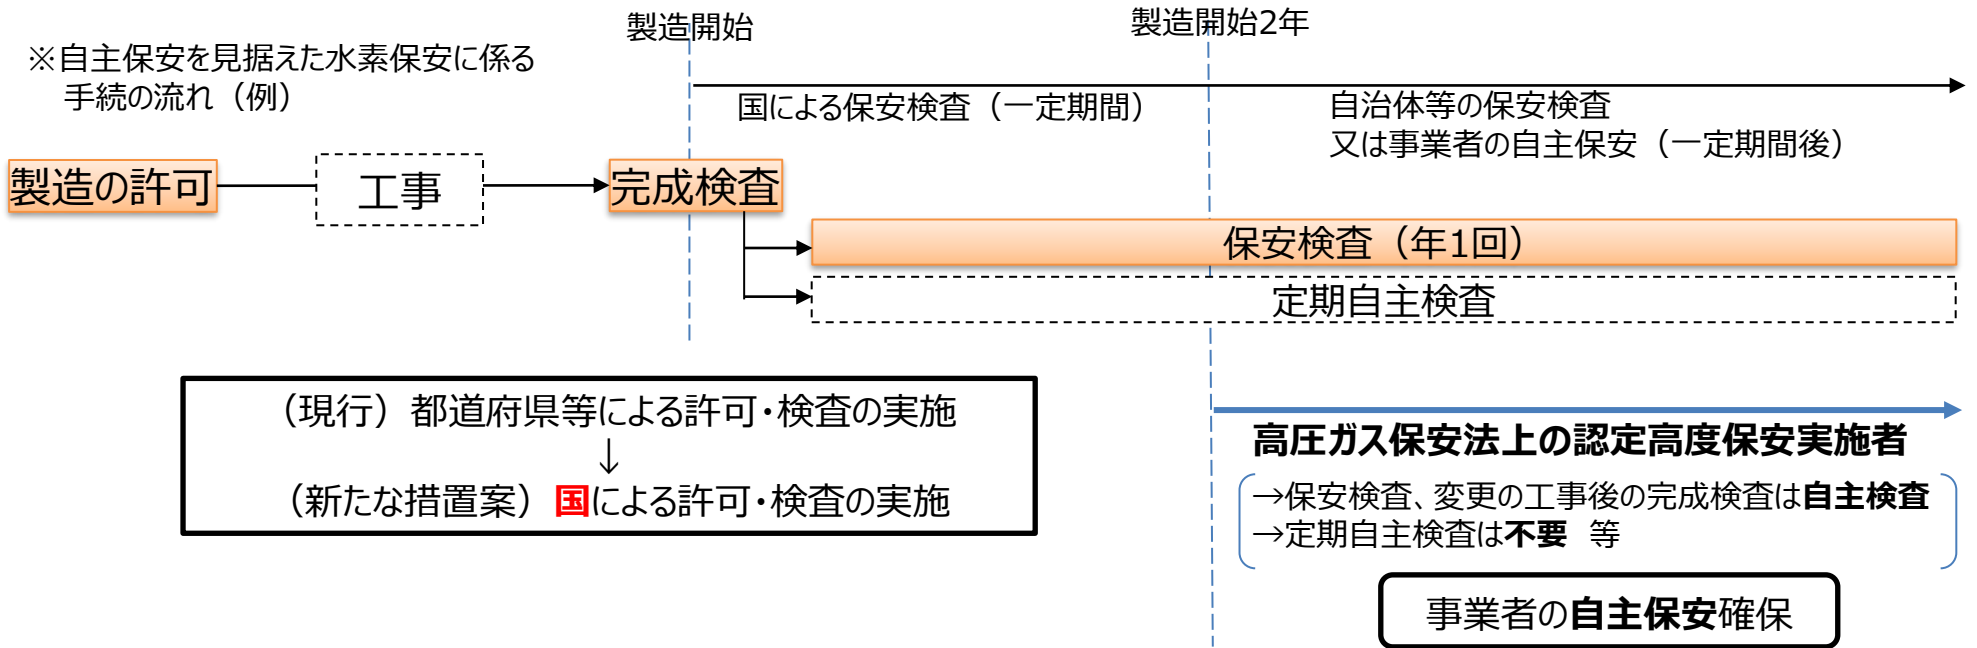 製造開始
製造開始2年
※自主保安を見据えた水素保安に係る
手続の流れ（例）
国による保安検査（一定期間）
自治体等の保安検査
又は事業者の自主保安（一定期間後）
製造の許可
工事
完成検査
保安検査（年1回）
定期自主検査
（現行）都道府県等による許可・検査の実施
↓
（新たな措置案）国による許可・検査の実施
高圧ガス保安法上の認定高度保安実施者
→保安検査、変更の工事後の完成検査は自主検査
→定期自主検査は不要　等
事業者の自主保安確保